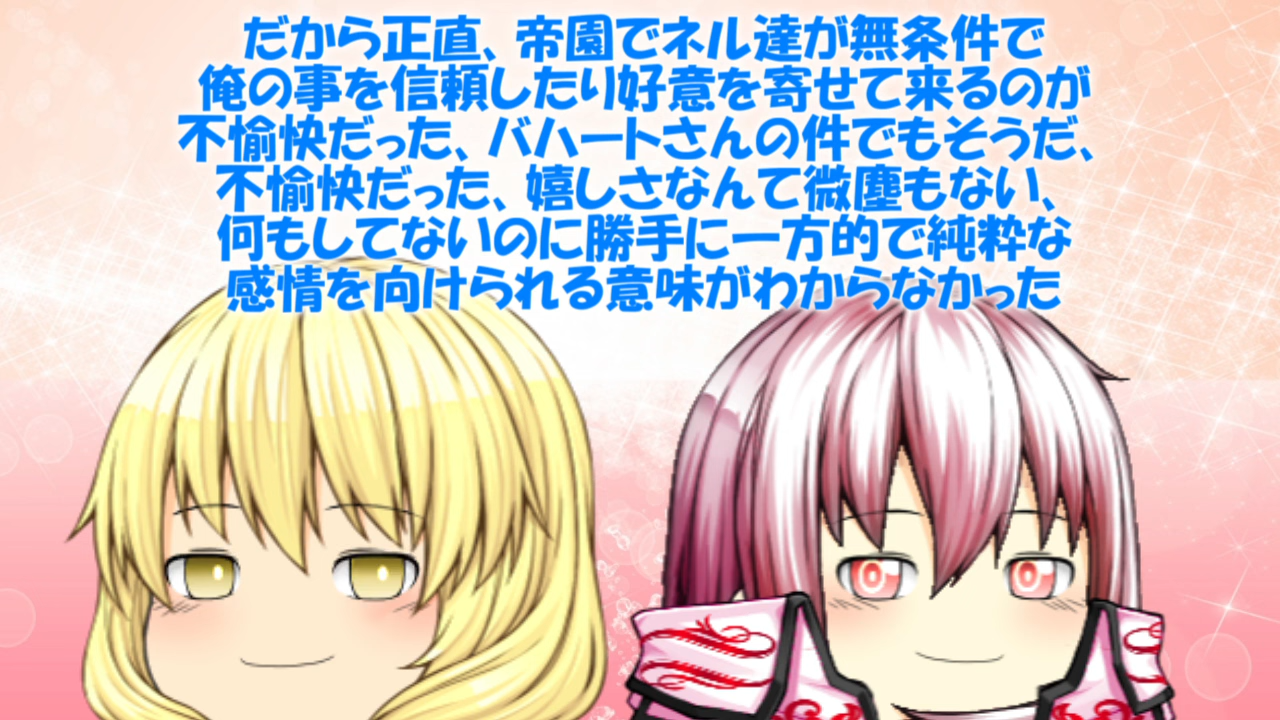 だから正直、帝園でネル達が無条件で
俺の事を信頼したり好意を寄せて来るのが
不愉快だった、バハートさんの件でもそうだ、
不愉快だった、嬉しさなんて微塵もない、
何もしてないのに勝手に一方的で純粋な
感情を向けられる意味がわからなかった